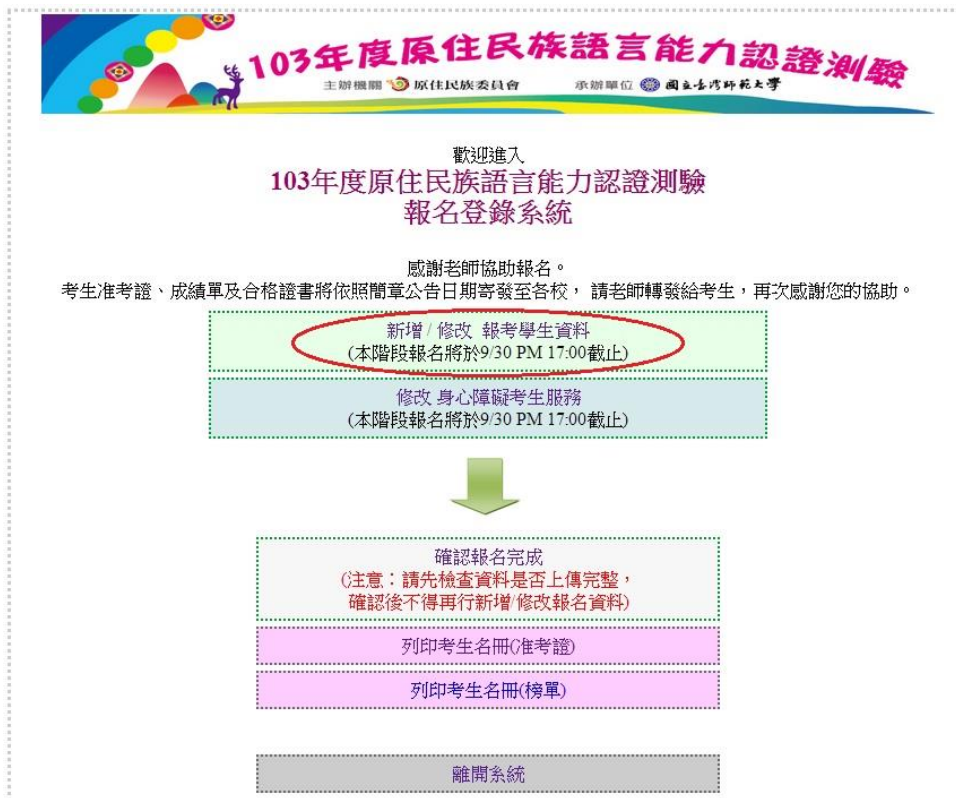 103年度原住民族語言能力認證測驗
主辦機關 原住民族委員會 承辦單位 國立臺灣師範大學
歡迎進入
103年度原住民族語言能力認證測驗
報名登錄系統
感謝老師協助報名。
考生准考證、成績單及合格證書將依照簡章公告日期寄發至各校， 請老師轉發給考生，再次感謝您的協助。
新增 / 修改 報考學生資料
(本階段報名將於9/30 PM 17:00截止)
修改 身心障礙考生服務
(本階段報名將於9/30 PM 17:00截止)
確認報名完成
(注意：請先檢查資料是否上傳完整，
確認後不得再行新增/修改報名資料)
列印考生名冊(准考證)
列印考生名冊(榜單)
離開系統